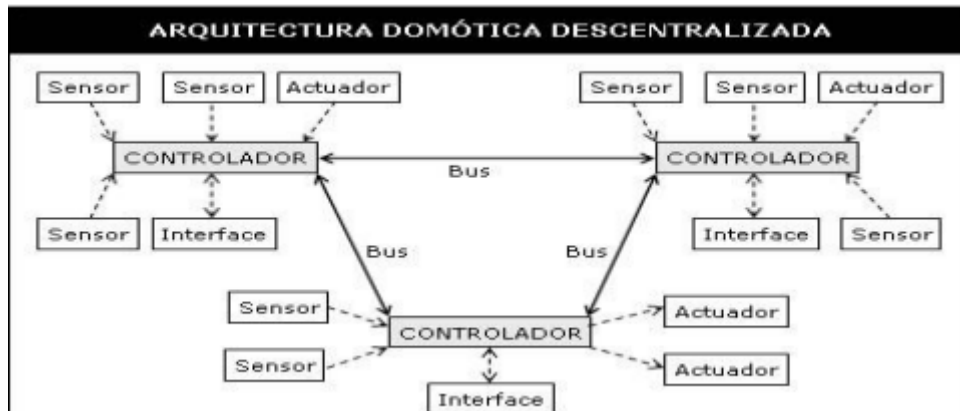 ARQUITECTURA DOMÓTICA DESCENTRALIZADA
Sensor
Sensor
Actuador
Sensor
Sensor
Actuador
CONTROLADOR
Bus
CONTROLADOR
Sensor
Interface
Interface
Sensor
Bus
Bus
Sensor
Actuador
CONTROLADOR
Sensor
Actuador
Interface